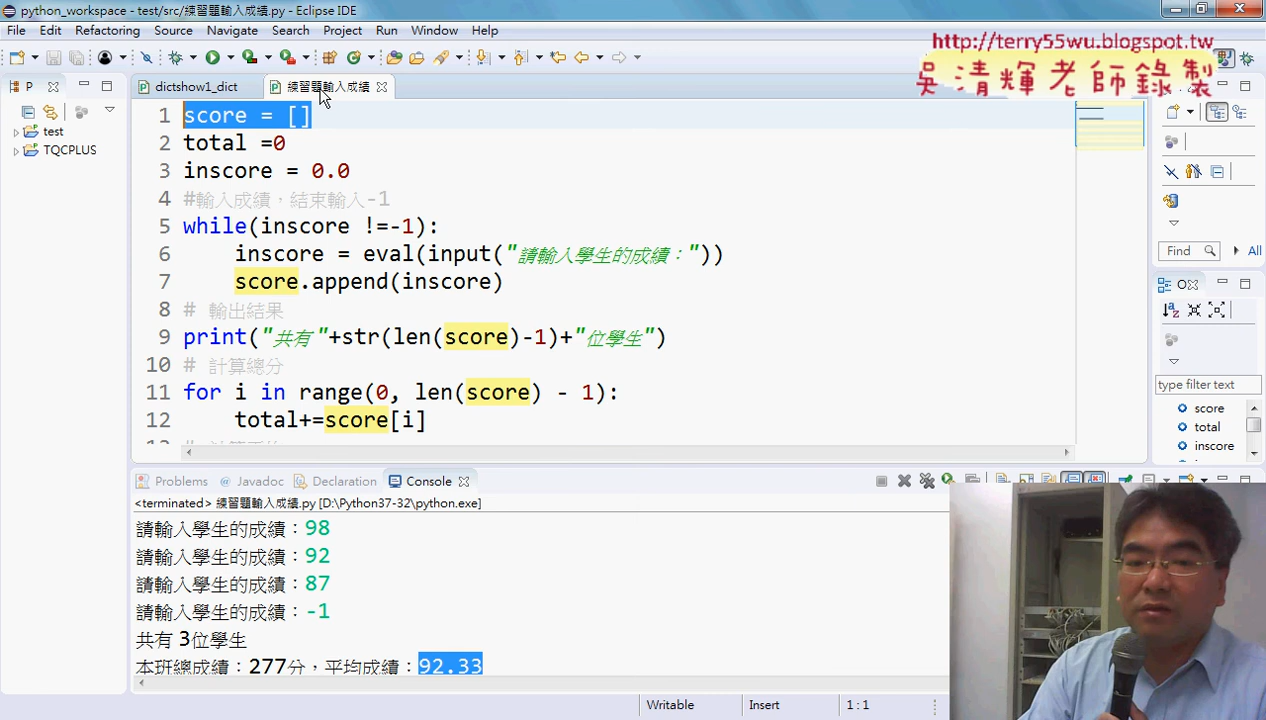 python_workspace - test/src/練習題輸入成績.py - Eclipse IDE
File Edit Refactoring Source Navigate Search Project Run Window Help
http://terry55wu.blogspot.tw
吳清輝老師錄製
P
dictshow1_dict
練習題輸入成績
test
TQCPLUS
1 score = []
2 total =0
3 inscore = 0.0
4 #輸入成績，結束輸入-1
5 while(inscore !=-1):
6 inscore = eval(input("請輸入學生的成績："))
7 score.append(inscore)
8 # 輸出結果
9 print("共有"+str(len(score)-1)+"位學生")
10 # 計算總分
11 for i in range(0, len(score) - 1):
12 total+=score[i]
Find
All
O
type filter text
score
total
inscore
Problems @ Javadoc Declaration Console
<terminated> 練習題輸入成績.py [D:\Python37-32\python.exe]
請輸入學生的成績：98
請輸入學生的成績：92
請輸入學生的成績：87
請輸入學生的成績：-1
共有 3位學生
本班總成績：277分，平均成績：92.33
Writable Insert 1 : 1